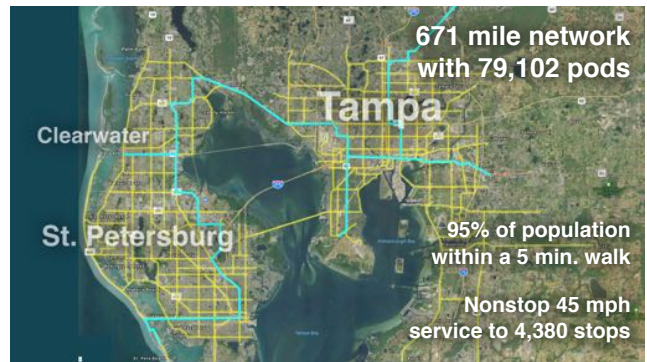 671 mile network
with 79,102 pods
Tampa
Clearwater
St. Petersburg
95% of population
within a 5 min. walk
Nonstop 45 mph
service to 4,380 stops